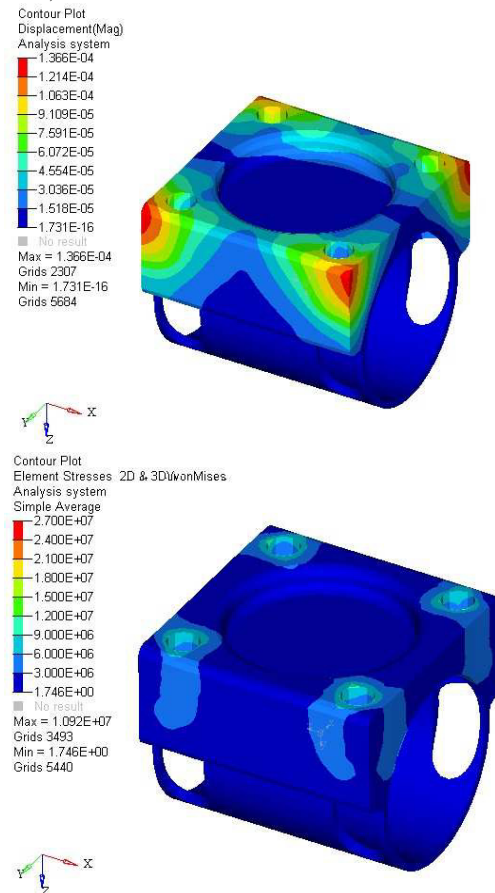 Contour Plot
Displacement(Mag)
Analysis system
1.366E-04
1.214E-04
1.063E-04
9.109E-05
7.591E-05
6.072E-05
4.554E-05
3.036E-05
1.518E-05
1.731E-16
No result
Max = 1.366E-04
Grids 2307
Min = 1.731E-16
Grids 5684
X
Y
Z
Contour Plot
Element Stresses 2D & 3D vonMises
Analysis system
Simple Average
2.700E+07
2.400E+07
2.100E+07
1.800E+07
1.500E+07
1.200E+07
9.000E+06
6.000E+06
3.000E+06
1.746E+00
No result
Max = 1.092E+07
Grids 3493
Min = 1.746E+00
Grids 5440
X
Y
Z